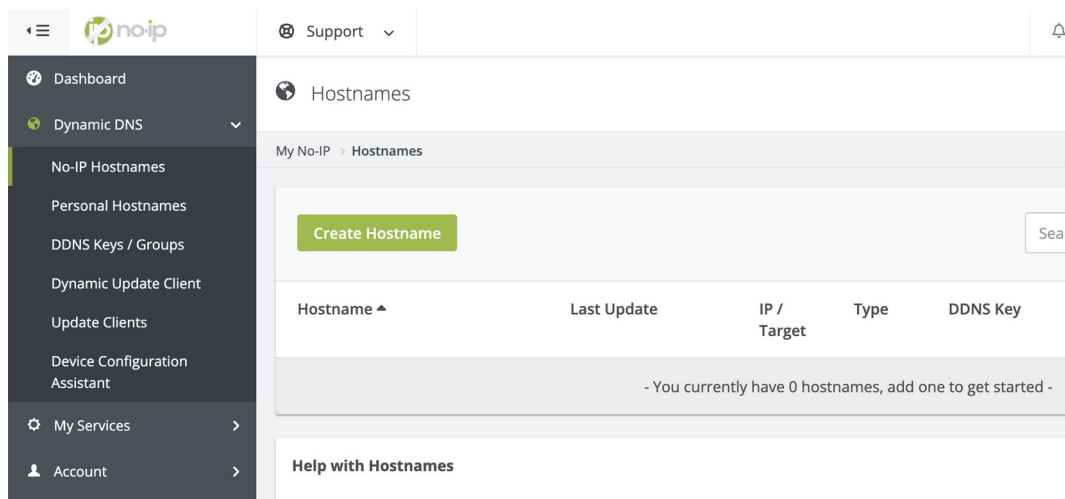 no-ip
Support
Dashboard
Hostnames
Dynamic DNS
My No-IP > Hostnames
No-IP Hostnames
Personal Hostnames
DDNS Keys / Groups
Dynamic Update Client
Update Clients
Device Configuration
Assistant
My Services
Account
Create Hostname
Sea
Hostname
Last Update
IP /
Target
Type
DDNS Key
- You currently have 0 hostnames, add one to get started -
Help with Hostnames